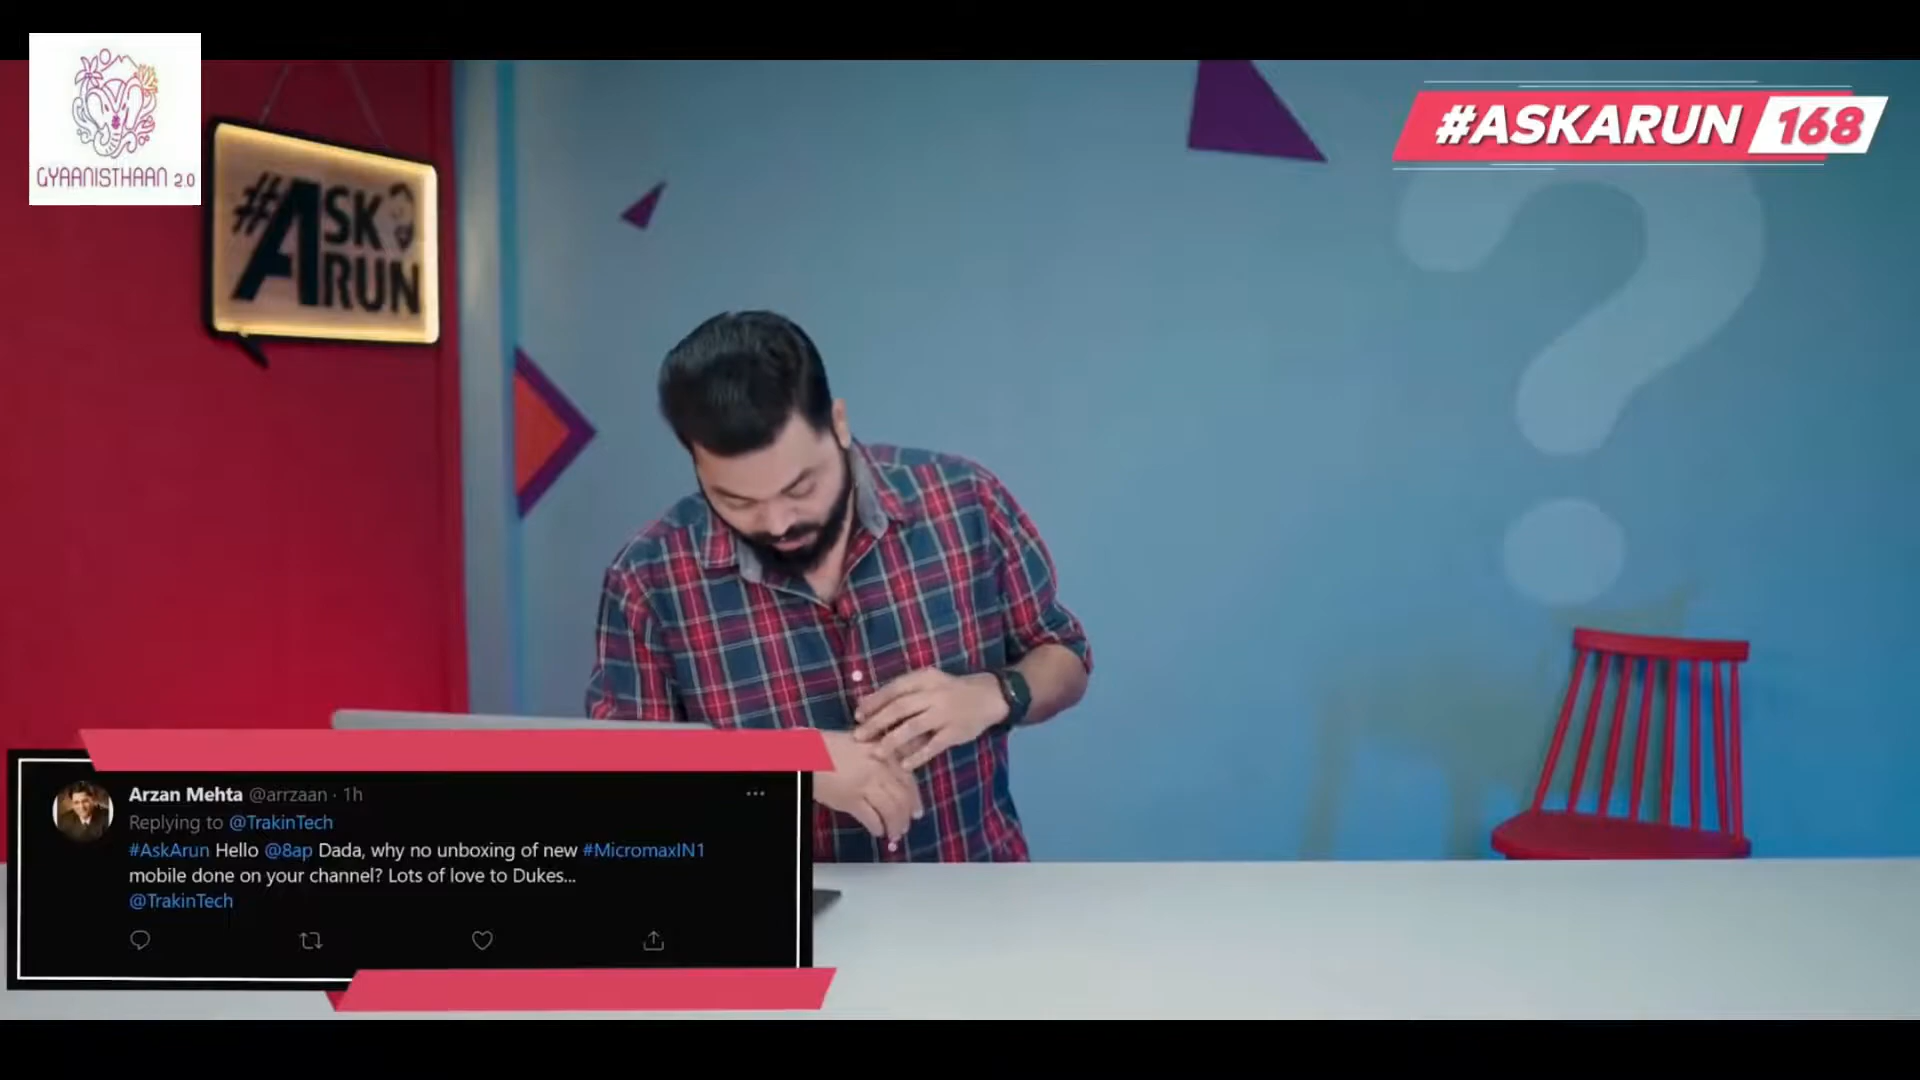 GYAANISTHAAN 2.0
#ASK
ARUN
#ASKARUN 168
Arzan Mehta @arrzaan · 1h
Replying to @TrakinTech
#AskArun Hello @8ap Dada, why no unboxing of new #MicromaxIN1
mobile done on your channel? Lots of love to Dukes...
@TrakinTech